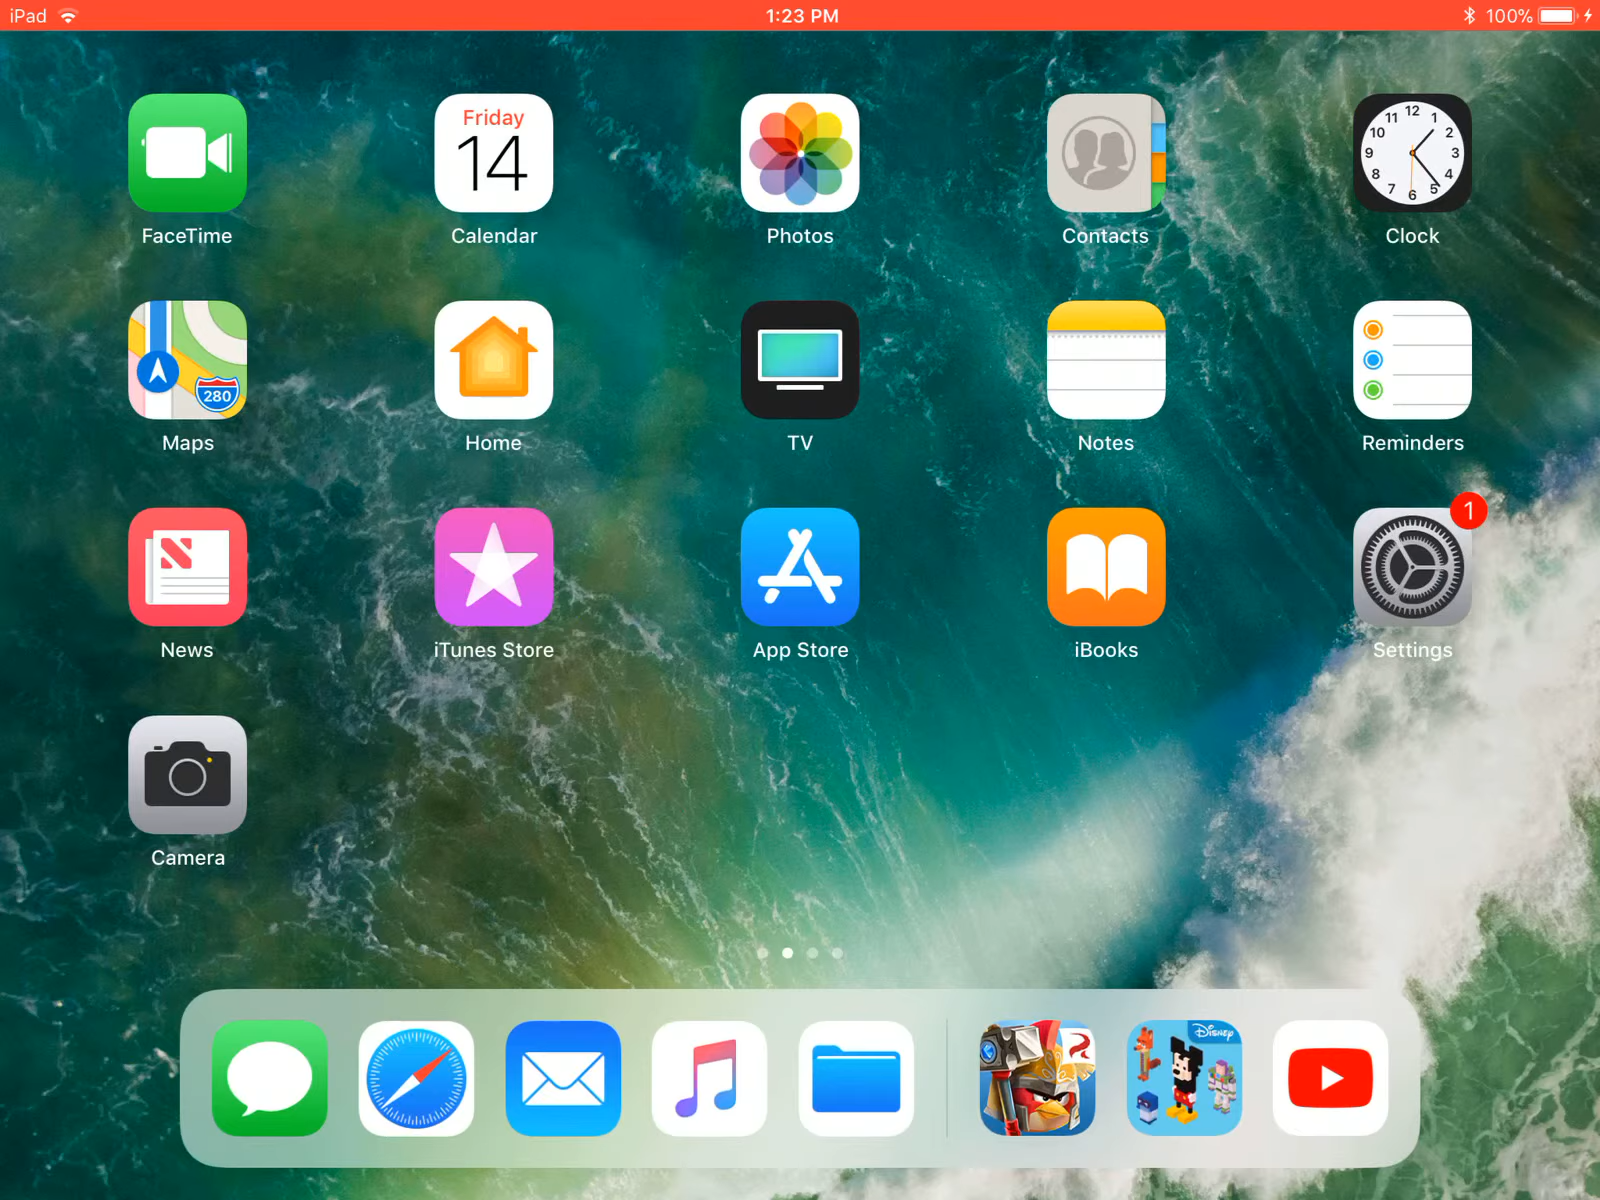 iPad 1:23 PM 100%
Friday
14
12
11 1
10 2
9 3
8 4
7 5
6
FaceTime Calendar Photos Contacts Clock
280
Maps Home TV Notes Reminders
1
News iTunes Store App Store iBooks Settings
Camera
Disney